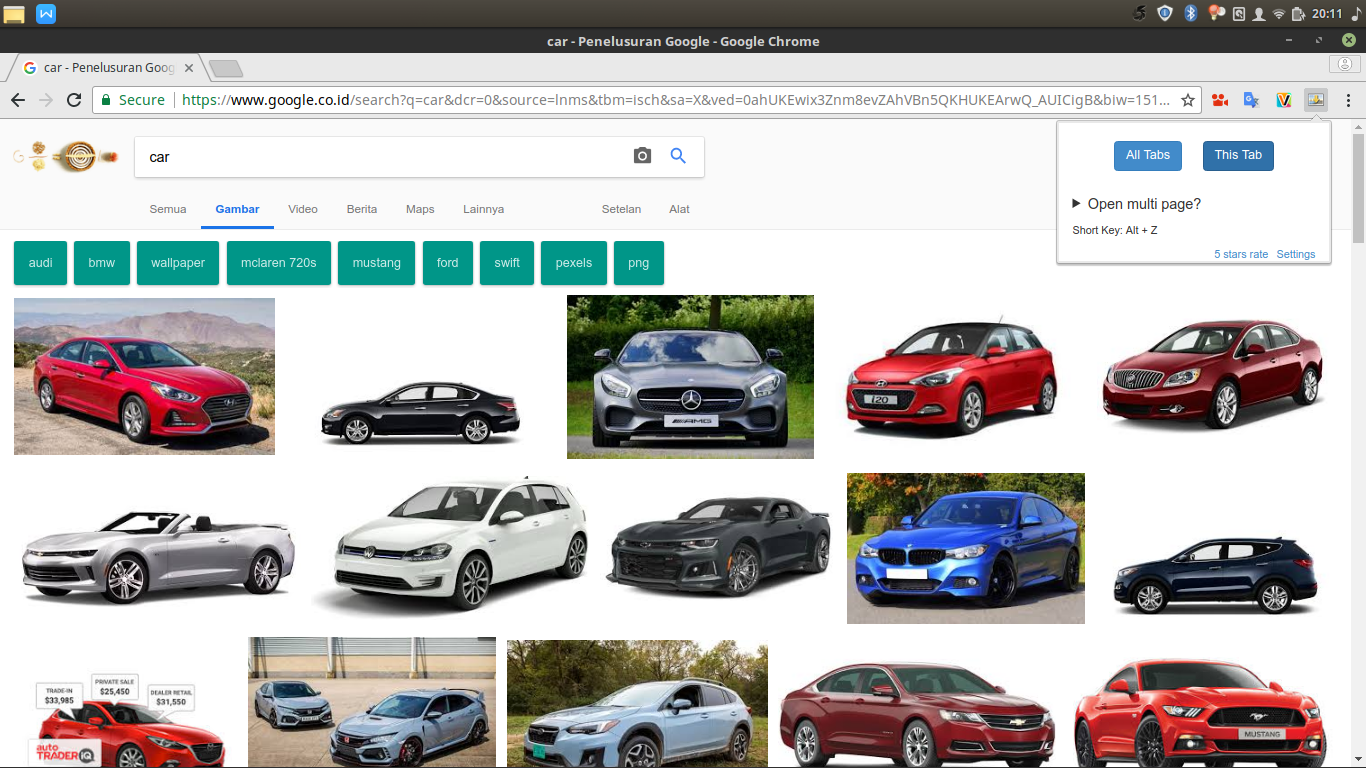 20:11
car - Penelusuran Google - Google Chrome
car - Penelusuran Goog
Secure https://www.google.co.id/search?q=car&dcr=0&source=lnms&tbm=isch&sa=X&ved=0ahUKEwix3Znm8evZAhVBn5QKHUKEArwQ_AUICigB&biw=151...
car
All Tabs This Tab
Open multi page?
Short Key: Alt + Z
5 stars rate Settings
Semua Gambar Video Berita Maps Lainnya Setelan Alat
audi bmw wallpaper mclaren 720s mustang ford swift pexels png
AMG
i20
TRADE-IN
$33,985
PRIVATE SALE
$25,450
DEALER RETAIL
$31,550
auto
TRADER IQ
MUSTANG